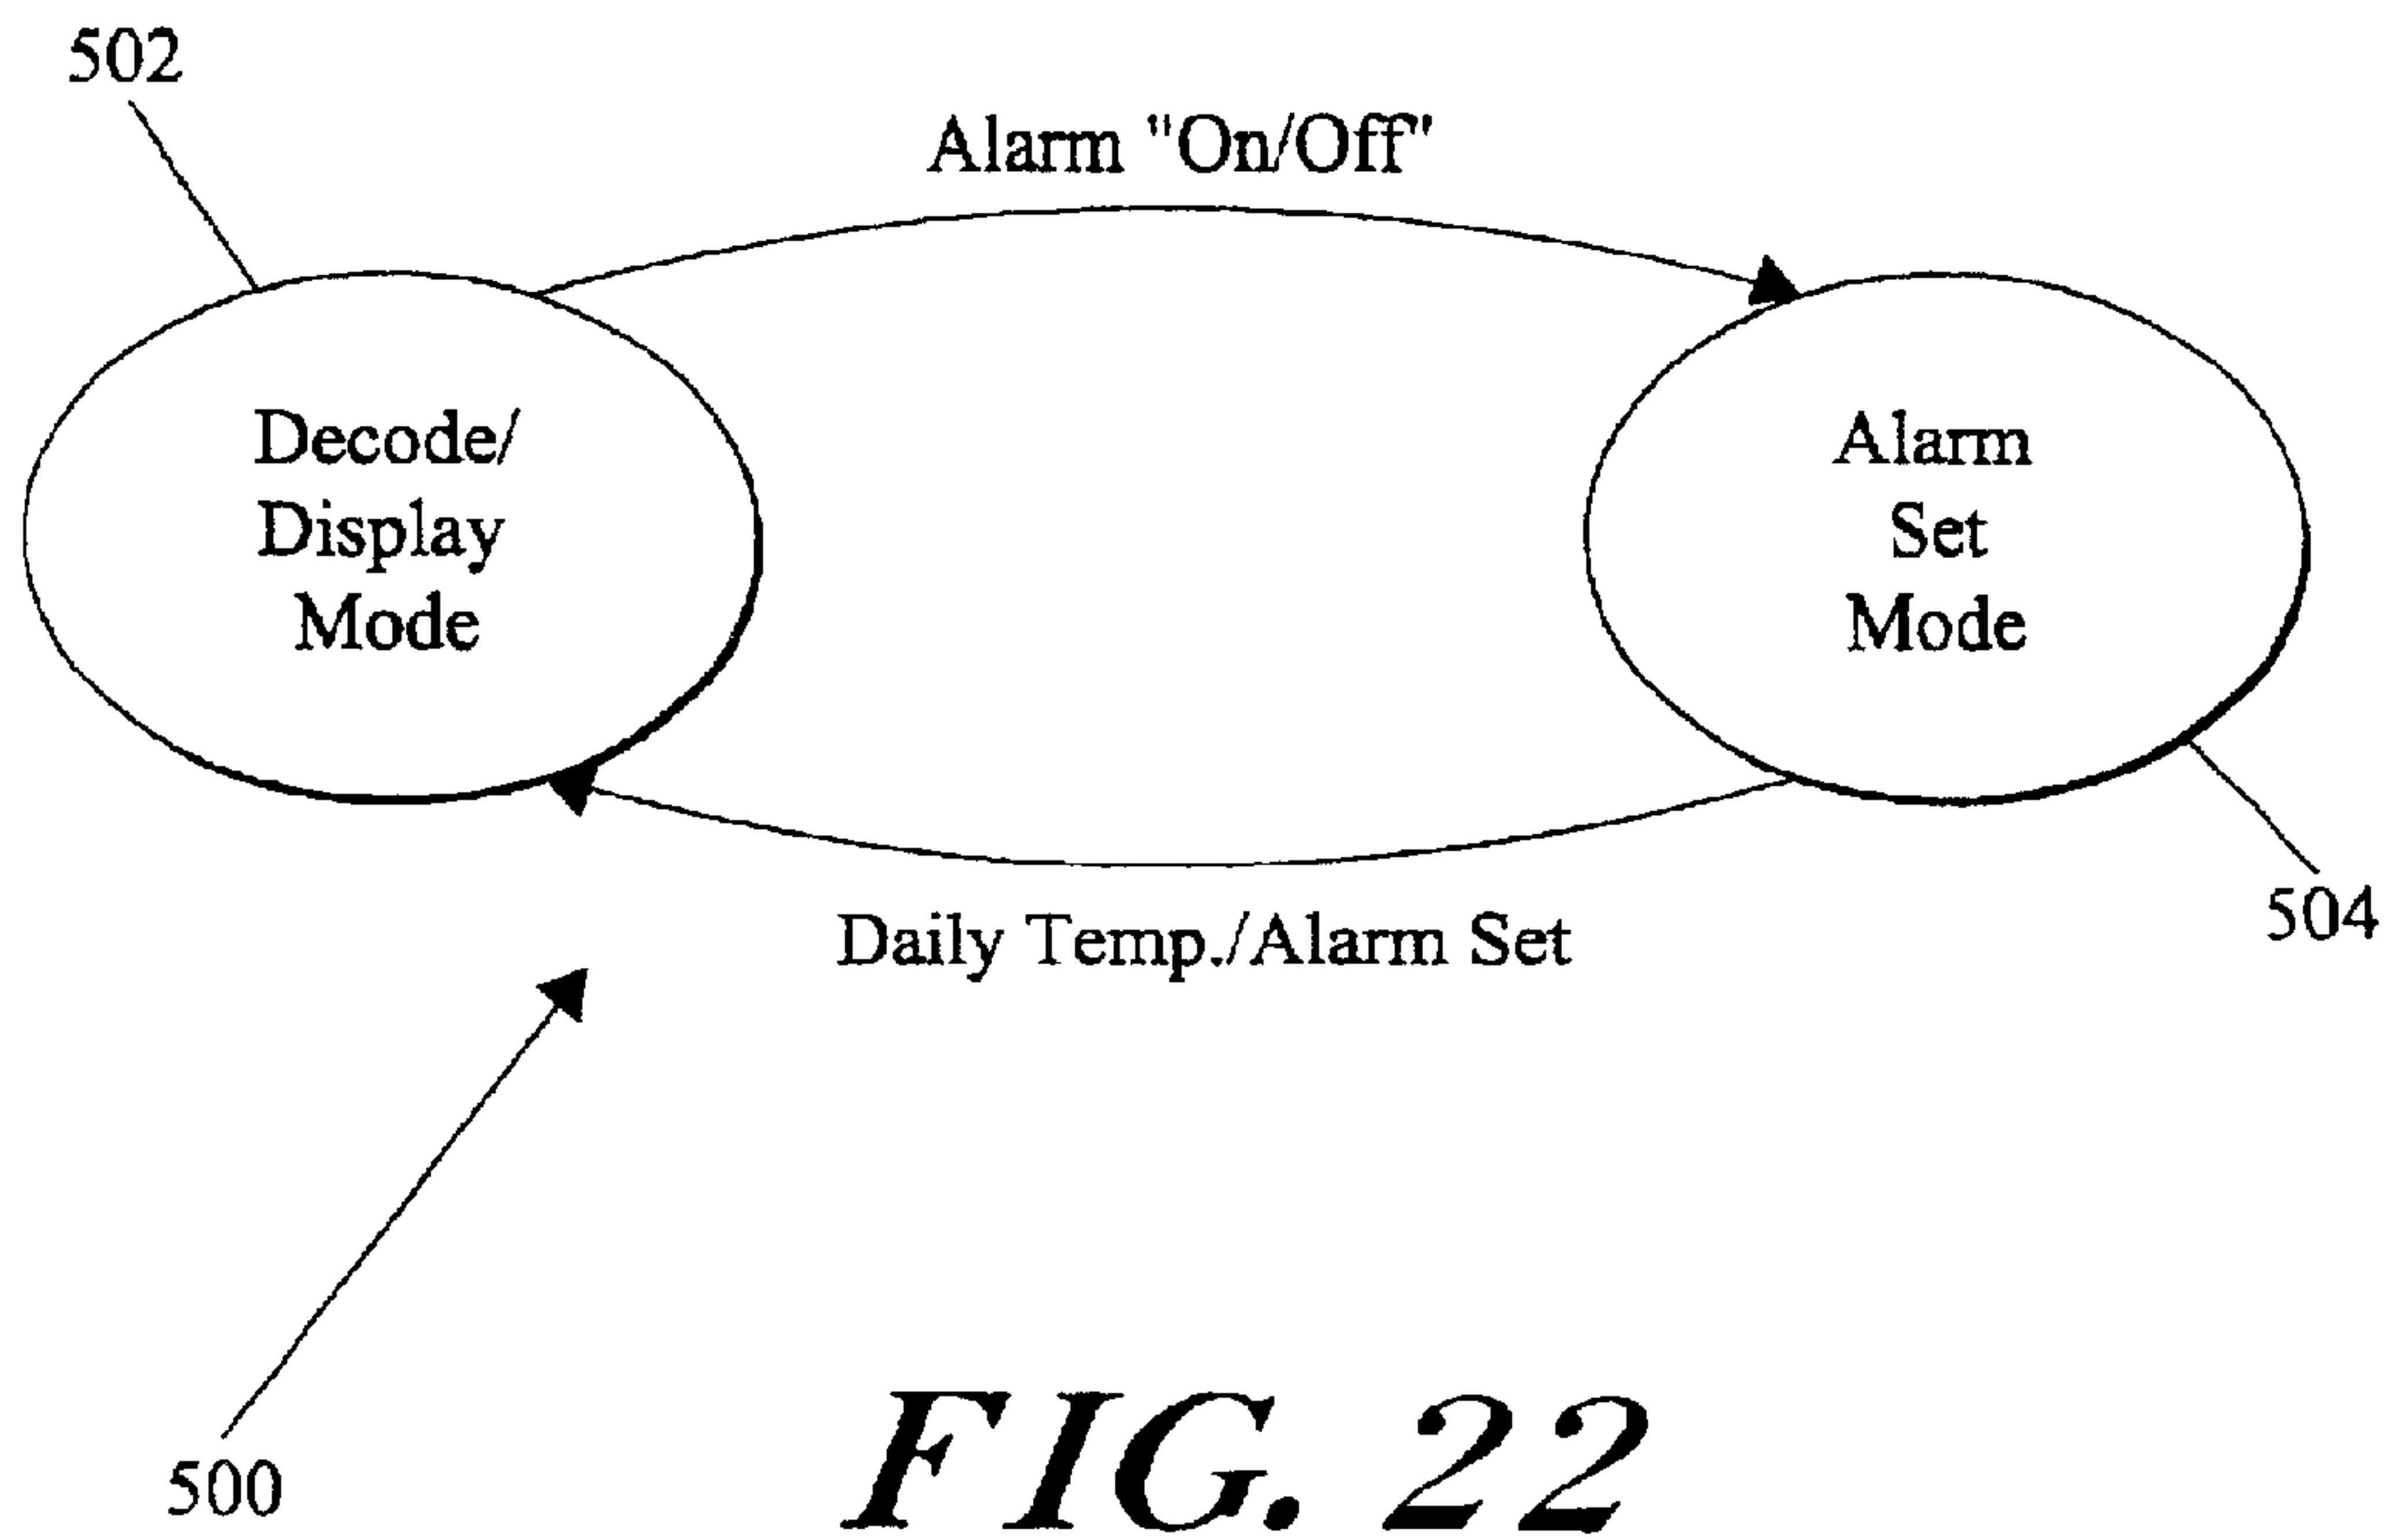 502
Alarm "On/Off"
Decode/
Display
Mode
Alarm
Set
Mode
504
Daily Temp./Alarm Set
500
FIG. 22